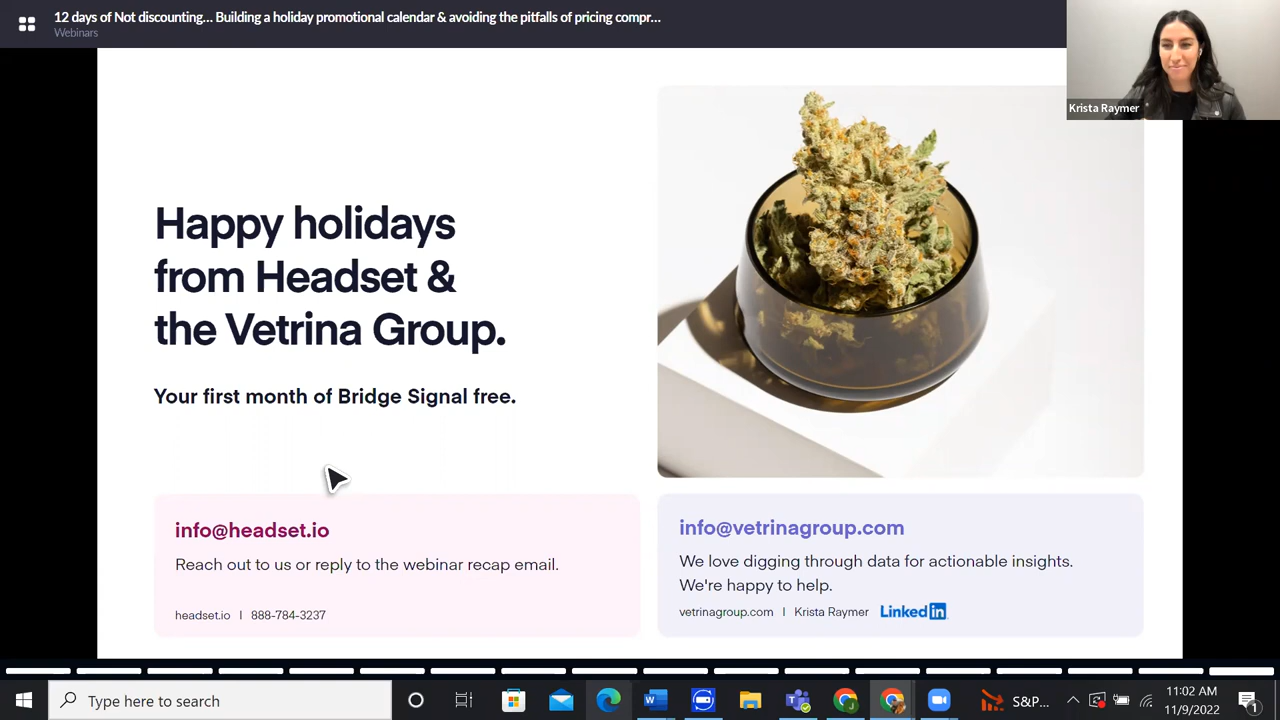 12 days of Not discounting... Building a holiday promotional calendar & avoiding the pitfalls of pricing compr...
Webinars
Krista Raymer
Happy holidays
from Headset &
the Vetrina Group.
Your first month of Bridge Signal free.
info@headset.io
Reach out to us or reply to the webinar recap email.
headset.io | 888-784-3237
info@vetrinagroup.com
We love digging through data for actionable insights.
We're happy to help.
vetrinagroup.com | Krista Raymer Linkedin
Type here to search
S&P...
11:02 AM
11/9/2022
1